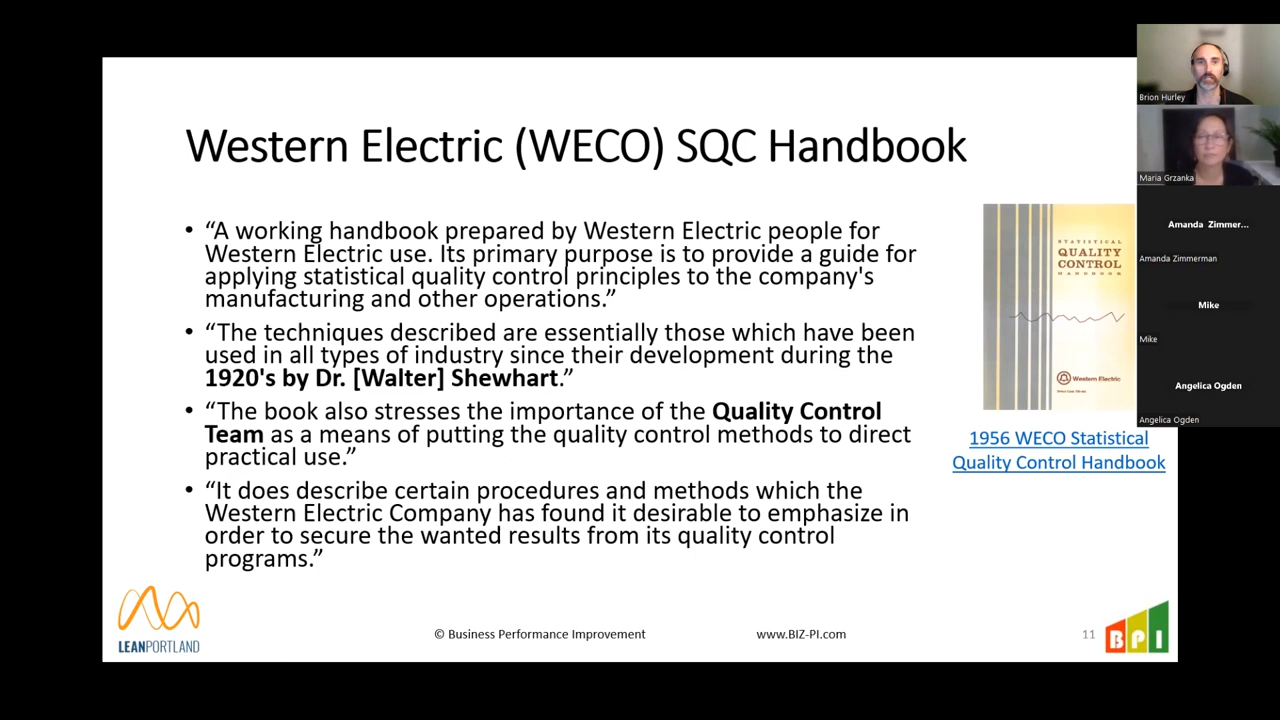 Western Electric (WECO) SQC Handbook
• “A working handbook prepared by Western Electric people for
Western Electric use. Its primary purpose is to provide a guide for
applying statistical quality control principles to the company's
manufacturing and other operations.”
• “The techniques described are essentially those which have been
used in all types of industry since their development during the
1920's by Dr. [Walter] Shewhart.”
• “The book also stresses the importance of the Quality Control
Team as a means of putting the quality control methods to direct
practical use.”
• “It does describe certain procedures and methods which the
Western Electric Company has found it desirable to emphasize in
order to secure the wanted results from its quality control
programs.”
STATISTICAL
QUALITY
CONTROL
HANDBOOK
Western Electric
1956 WECO Statistical
Quality Control Handbook
LEANPORTLAND
© Business Performance Improvement
www.BIZ-PI.com
11
BPI
Brion Hurley
Maria Grzanka
Amanda Zimmer...
Amanda Zimmerman
Mike
Mike
Angelica Ogden
Angelica Ogden